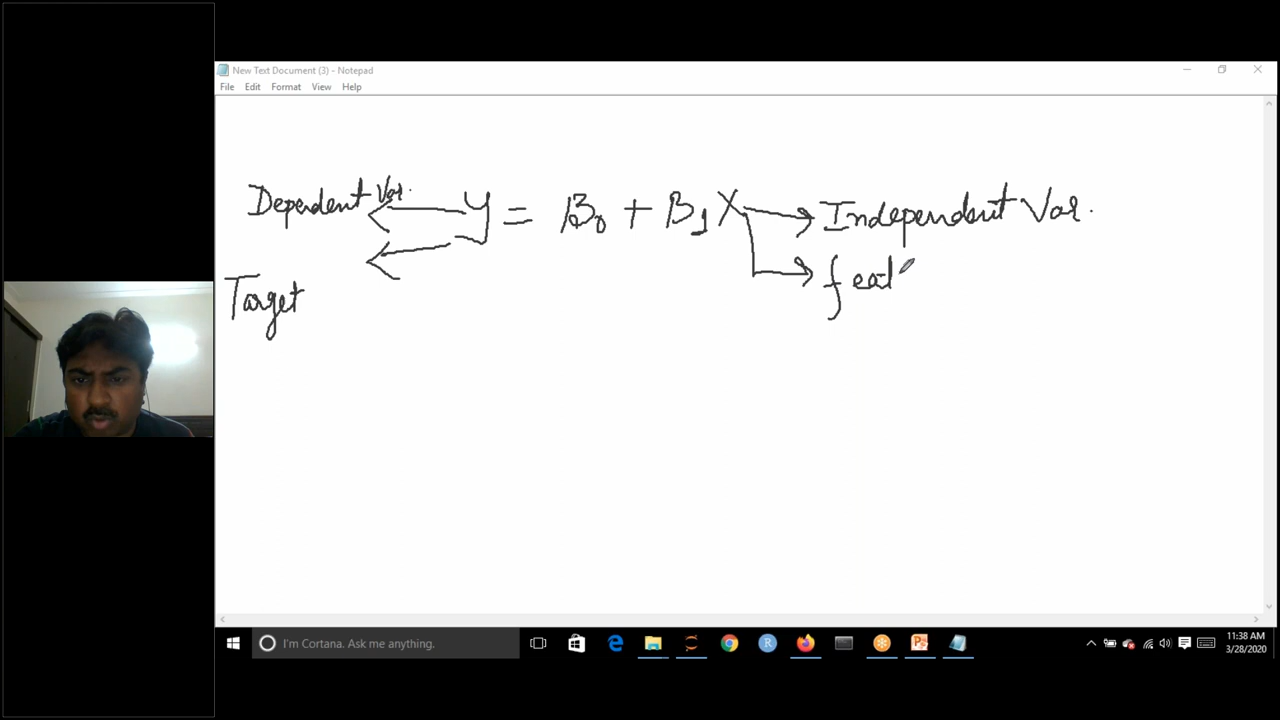 New Text Document (3) - Notepad
File Edit Format View Help
Dependent Var. Y = B0 + B1X Independent Var.
Target
feat
I'm Cortana. Ask me anything.
11:38 AM
3/28/2020